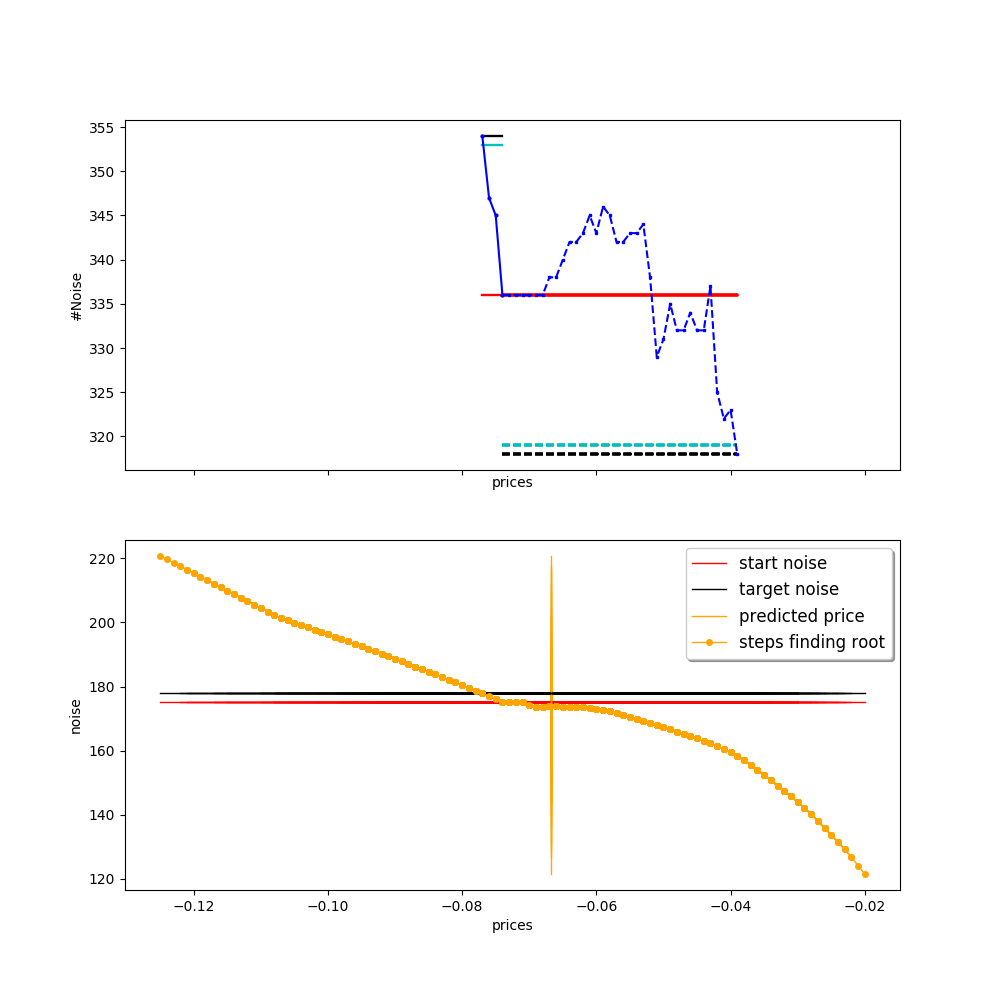 355
350
345
340
335
330
325
320
#Noise
prices
220
200
180
160
140
120
noise
start noise
target noise
predicted price
steps finding root
−0.12 −0.10 −0.08 −0.06 −0.04 −0.02
prices